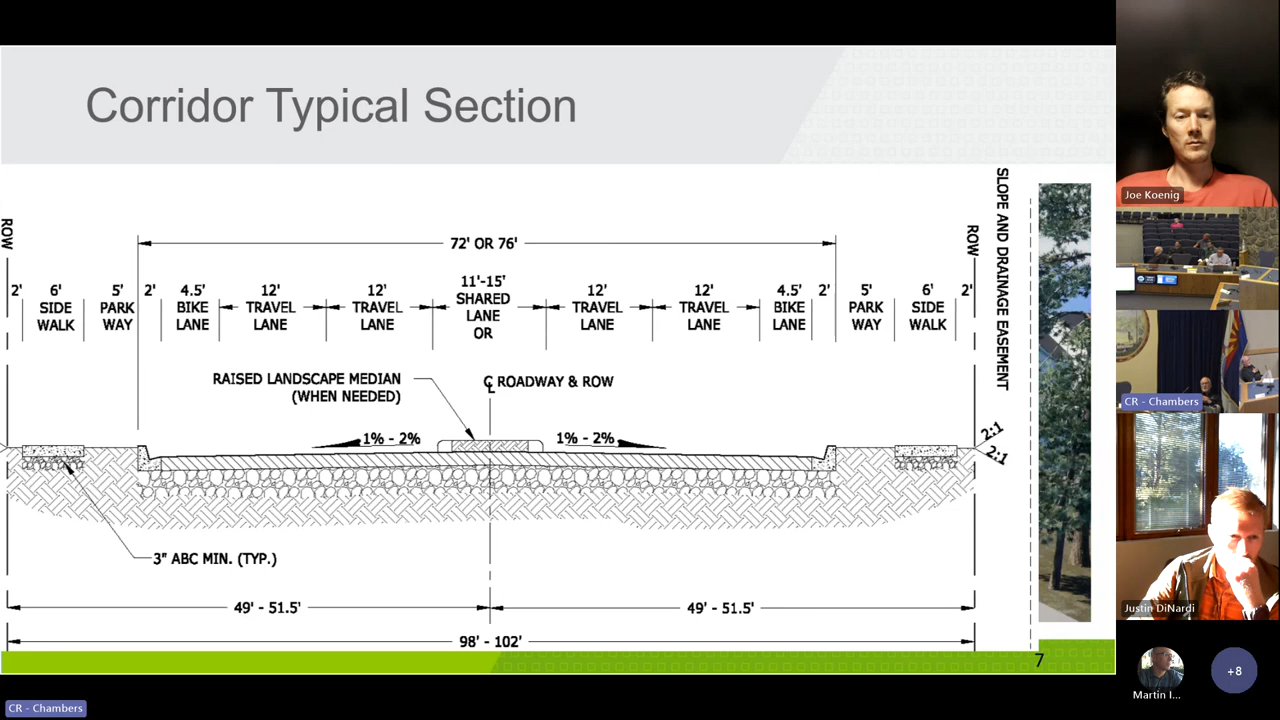 Corridor Typical Section
ROW
72' OR 76'
ROW
SLOPE AND DRAINAGE EASEMENT
2'
6'
SIDE
WALK
5'
PARK
WAY
2'
4.5'
BIKE
LANE
12'
TRAVEL
LANE
12'
TRAVEL
LANE
11'-15'
SHARED
LANE
OR
12'
TRAVEL
LANE
12'
TRAVEL
LANE
4.5'
BIKE
LANE
2'
5'
PARK
WAY
6'
SIDE
WALK
2'
RAISED LANDSCAPE MEDIAN
(WHEN NEEDED)
CL ROADWAY & ROW
1% - 2%
1% - 2%
2:1
2:1
3" ABC MIN. (TYP.)
49' - 51.5'
49' - 51.5'
98' - 102'
7
CR - Chambers
Joe Koenig
CR - Chambers
Justin DiNardi
Martin I...
+8